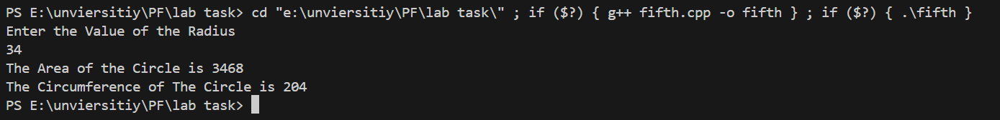 PS E:\unviersitiy\PF\lab task> cd "e:\unviersitiy\PF\lab task\" ; if ($?) { g++ fifth.cpp -o fifth } ; if ($?) { .\fifth }
Enter the Value of the Radius
34
The Area of the Circle is 3468
The Circumference of The Circle is 204
PS E:\unviersitiy\PF\lab task>